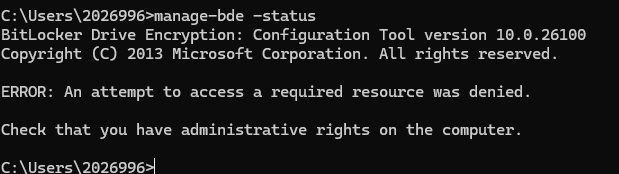 C:\Users\2026996>manage-bde -status
BitLocker Drive Encryption: Configuration Tool version 10.0.26100
Copyright (C) 2013 Microsoft Corporation. All rights reserved.
ERROR: An attempt to access a required resource was denied.
Check that you have administrative rights on the computer.
C:\Users\2026996>